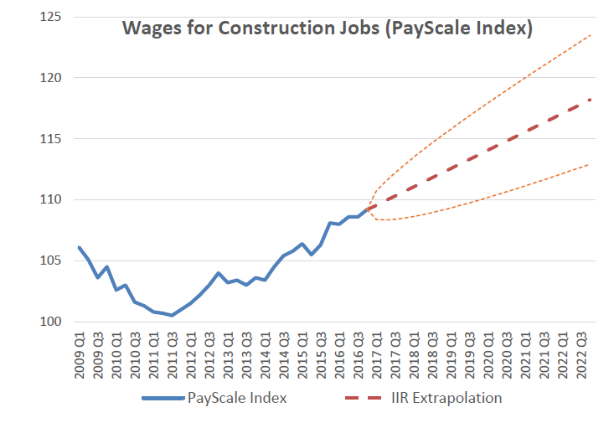 Wages for Construction Jobs (PayScale Index)
125
120
115
110
105
100
2009 Q1
2009 Q3
2010 Q1
2010 Q3
2011 Q1
2011 Q3
2012 Q1
2012 Q3
2013 Q1
2013 Q3
2014 Q1
2014 Q3
2015 Q1
2015 Q3
2016 Q1
2016 Q3
2017 Q1
2017 Q3
2018 Q1
2018 Q3
2019 Q1
2019 Q3
2020 Q1
2020 Q3
2021 Q1
2021 Q3
2022 Q1
2022 Q3
PayScale Index
IIR Extrapolation